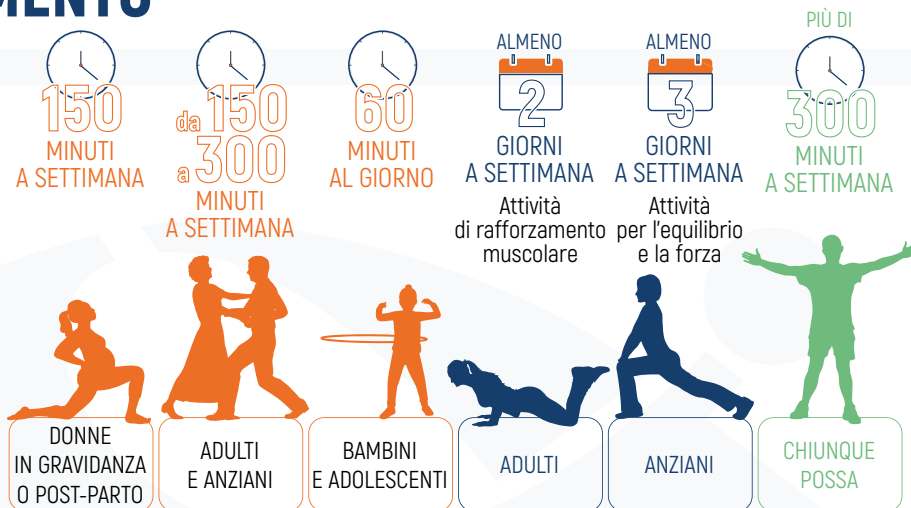 150
MINUTI
A SETTIMANA
da 150
a 300
MINUTI
A SETTIMANA
60
MINUTI
AL GIORNO
ALMENO
2
GIORNI
A SETTIMANA
Attività
di rafforzamento
muscolare
ALMENO
3
GIORNI
A SETTIMANA
Attività
per l'equilibrio
e la forza
PIÙ DI
300
MINUTI
A SETTIMANA
DONNE
IN GRAVIDANZA
O POST-PARTO
ADULTI
E ANZIANI
BAMBINI
E ADOLESCENTI
ADULTI
ANZIANI
CHIUNQUE
POSSA